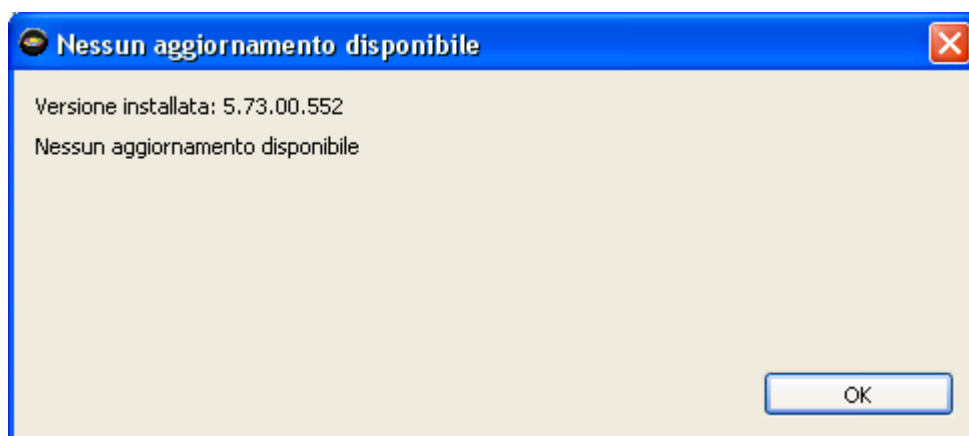 Nessun aggiornamento disponibile
Versione installata: 5.73.00.552
Nessun aggiornamento disponibile
OK